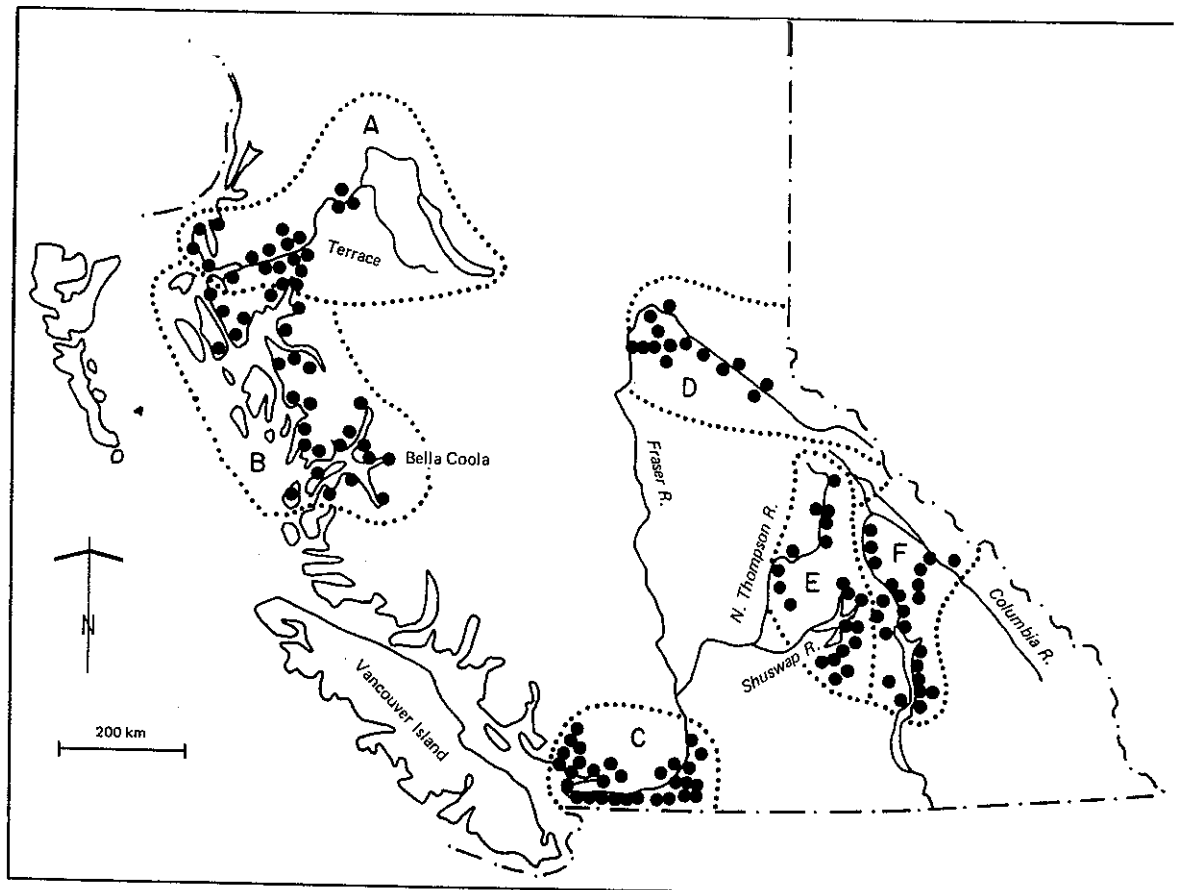 A
Terrace
D
B
Bella Coola
Fraser R.
N. Thompson R.
F
E
Columbia R.
N
Shuswap R.
Vancouver Island
200 km
C